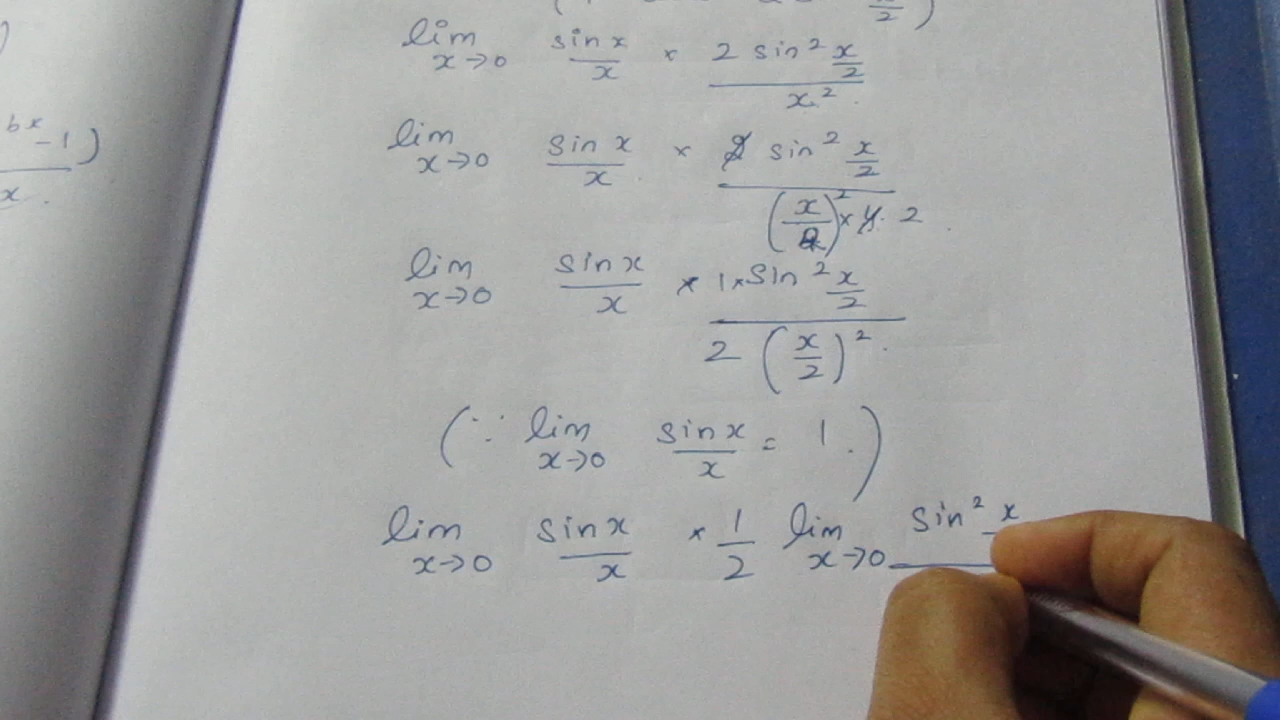 lim x→0 sin x / x × 2 sin² x/2 / x²
lim x→0 sin x / x × 2 sin² x/2 / (x/2)² × 4 2
lim x→0 sin x / x × 1 × sin² x/2 / 2 (x/2)²
(∵ lim x→0 sin x / x = 1.)
lim x→0 sin x / x × 1/2 lim x→0 sin² x
bx - 1) / x.